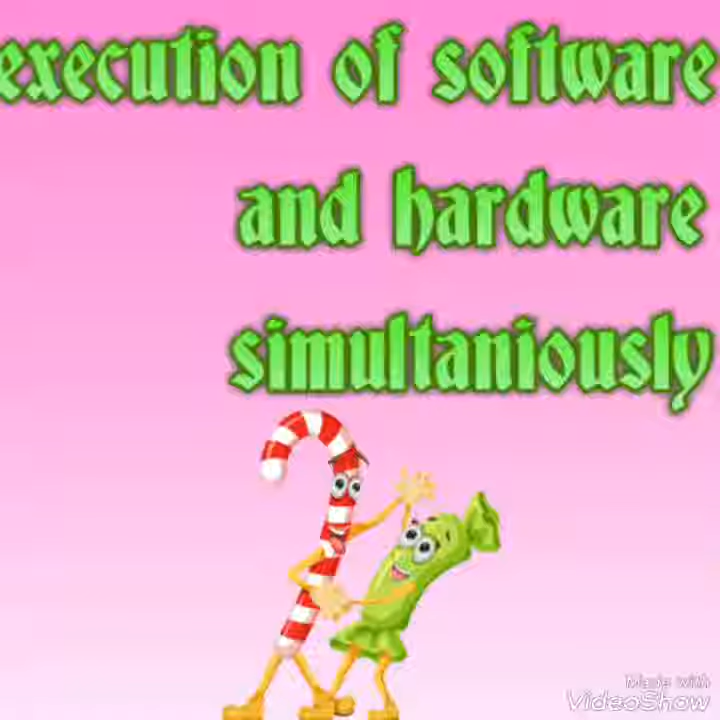 execution of software
and hardware
simultaniously
Made with
VideoShow